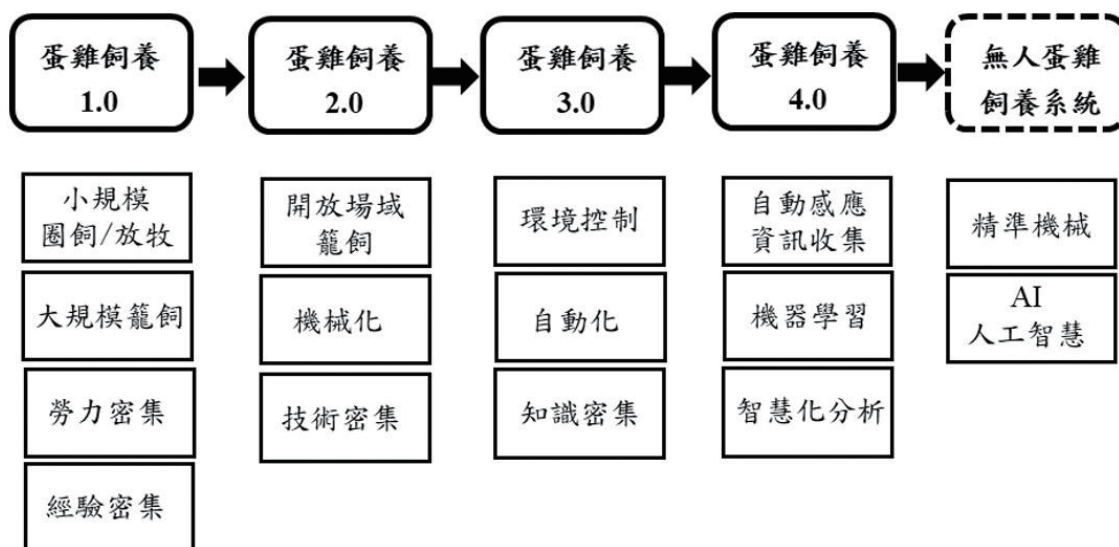 蛋雞飼養
1.0
蛋雞飼養
2.0
蛋雞飼養
3.0
蛋雞飼養
4.0
無人蛋雞
飼養系統
小規模
圈飼/放牧
大規模籠飼
勞力密集
經驗密集
開放場域
籠飼
機械化
技術密集
環境控制
自動化
知識密集
自動感應
資訊收集
機器學習
智慧化分析
精準機械
AI
人工智慧